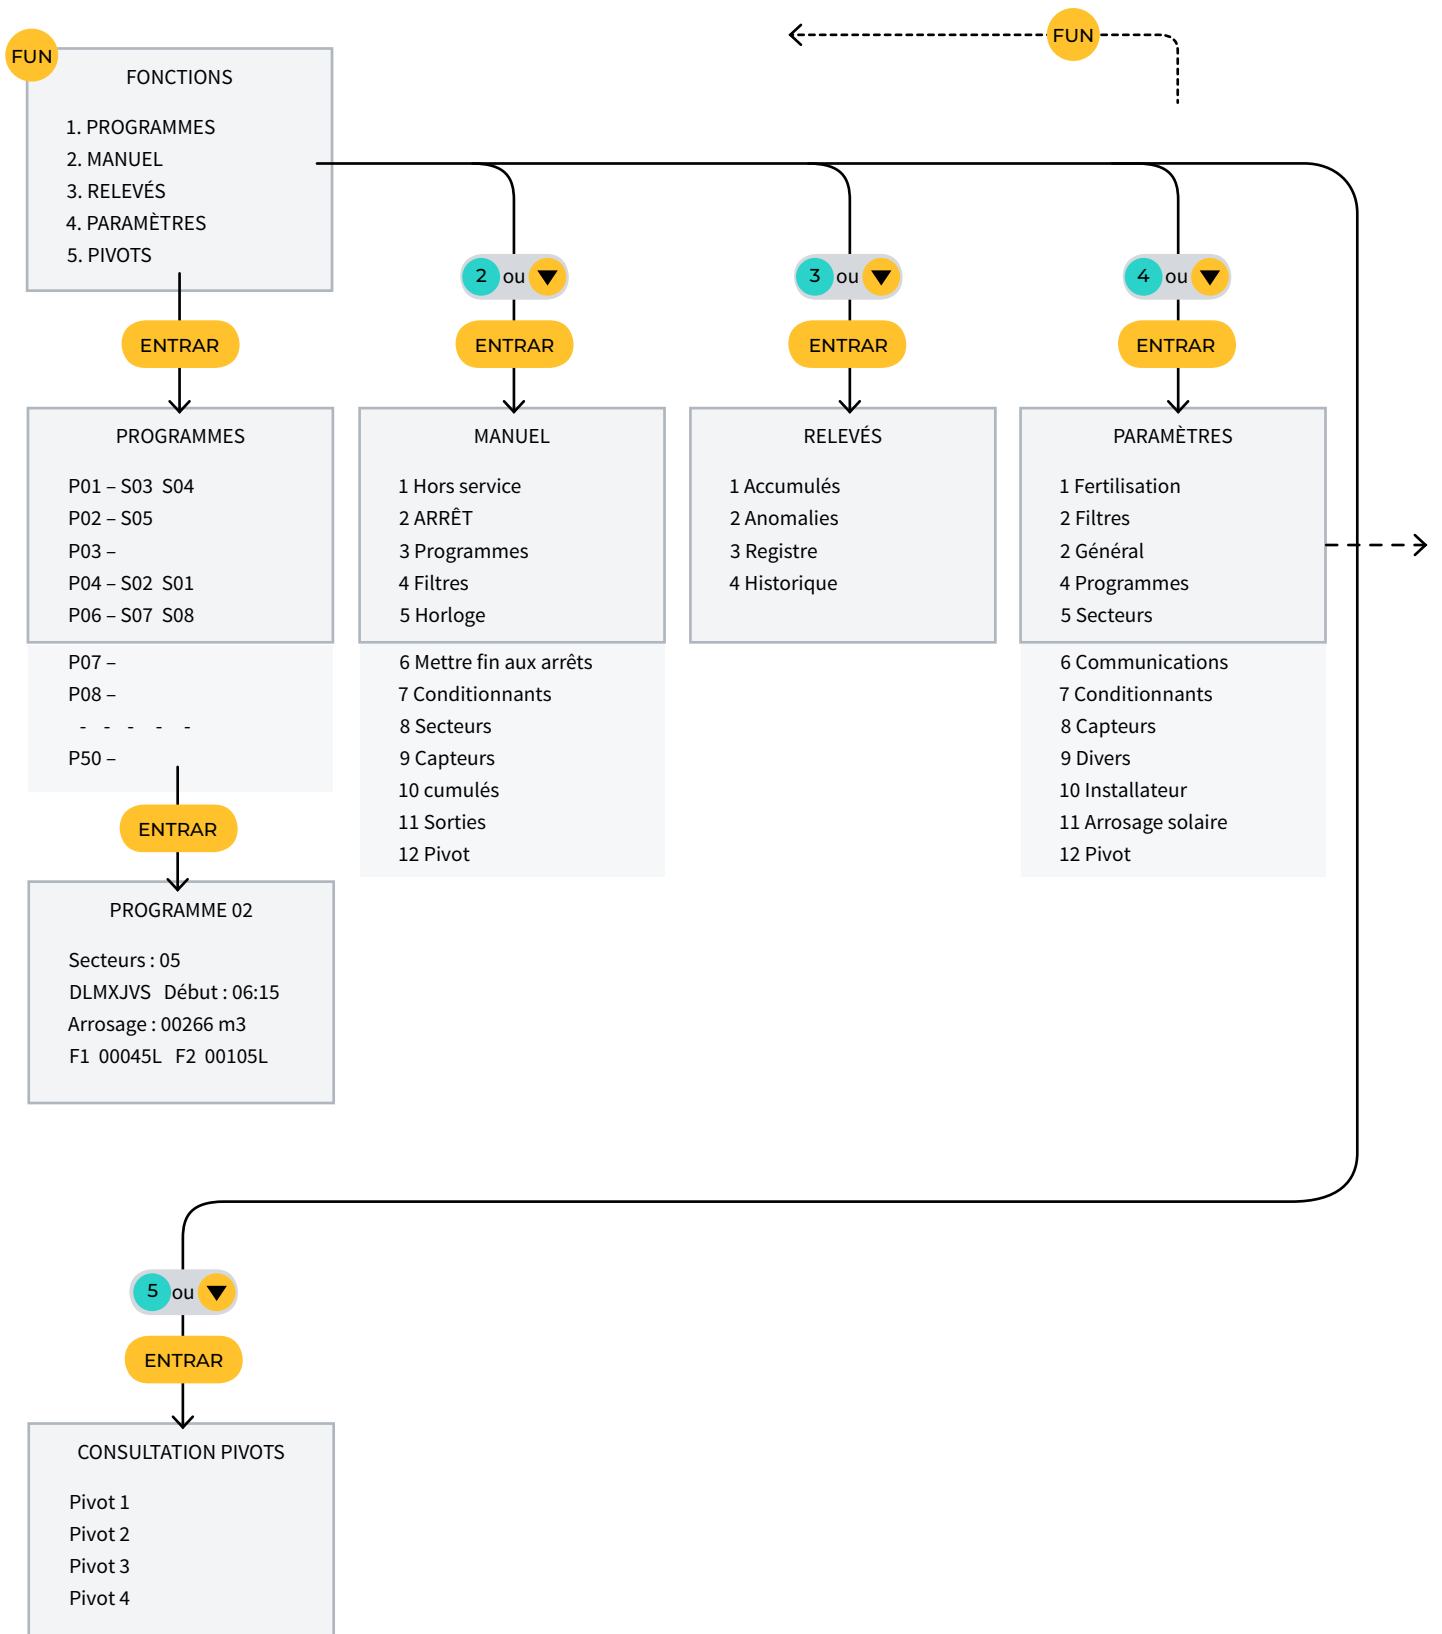 FUN
FUN
FONCTIONS
1. PROGRAMMES
2. MANUEL
3. RELEVÉS
4. PARAMÈTRES
5. PIVOTS
2 ou
3 ou
4 ou
ENTRAR
ENTRAR
ENTRAR
ENTRAR
PROGRAMMES
P01 – S03 S04
P02 – S05
P03 –
P04 – S02 S01
P06 – S07 S08
P07 –
P08 –
- - - - -
P50 –
MANUEL
1 Hors service
2 ARRÊT
3 Programmes
4 Filtres
5 Horloge
6 Mettre fin aux arrêts
7 Conditionnants
8 Secteurs
9 Capteurs
10 cumulés
11 Sorties
12 Pivot
RELEVÉS
1 Accumulés
2 Anomalies
3 Registre
4 Historique
PARAMÈTRES
1 Fertilisation
2 Filtres
2 Général
4 Programmes
5 Secteurs
6 Communications
7 Conditionnants
8 Capteurs
9 Divers
10 Installateur
11 Arrosage solaire
12 Pivot
ENTRAR
PROGRAMME 02
Secteurs : 05
DLMXJVS Début : 06:15
Arrosage : 00266 m3
F1 00045L F2 00105L
5 ou
ENTRAR
CONSULTATION PIVOTS
Pivot 1
Pivot 2
Pivot 3
Pivot 4